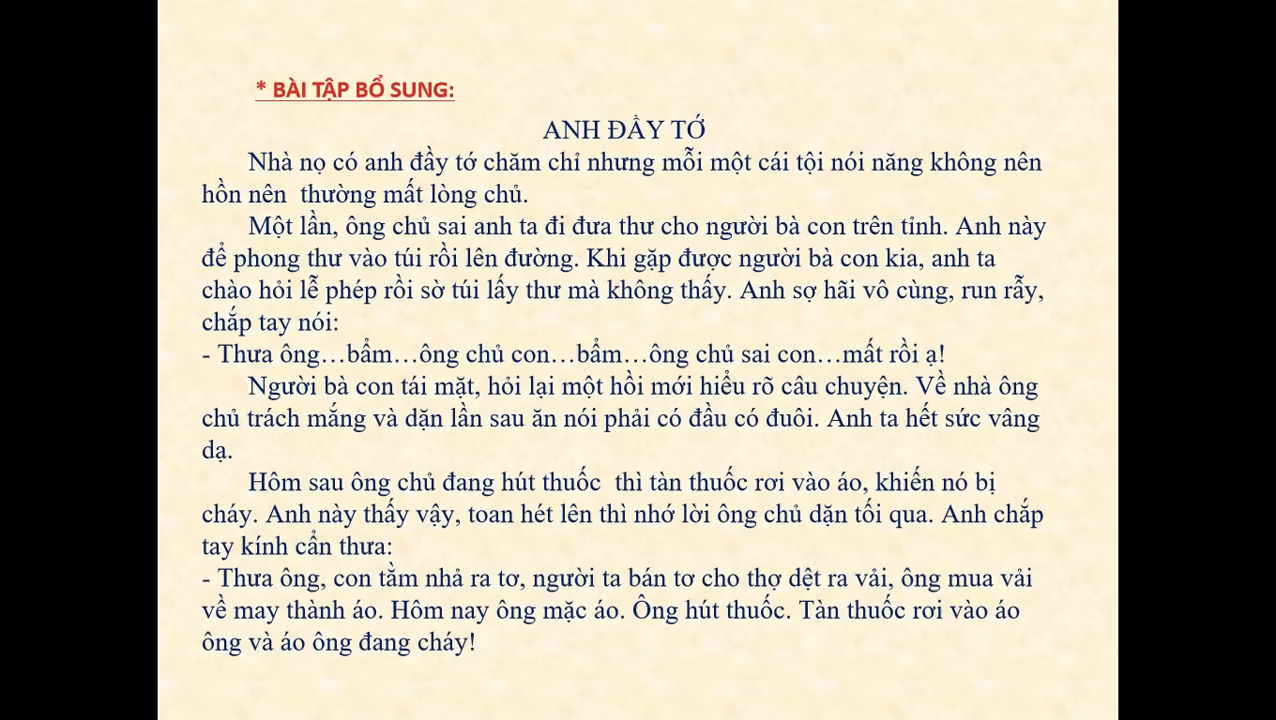 * BÀI TẬP BỔ SUNG:
ANH ĐẦY TỚ
Nhà nọ có anh đầy tớ chăm chỉ nhưng mỗi một cái tội nói năng không nên
hồn nên thường mất lòng chủ.
Một lần, ông chủ sai anh ta đi đưa thư cho người bà con trên tỉnh. Anh này
để phong thư vào túi rồi lên đường. Khi gặp được người bà con kia, anh ta
chào hỏi lễ phép rồi sờ túi lấy thư mà không thấy. Anh sợ hãi vô cùng, run rẫy,
chắp tay nói:
- Thưa ông…bẩm…ông chủ con…bẩm…ông chủ sai con…mất rồi ạ!
Người bà con tái mặt, hỏi lại một hồi mới hiểu rõ câu chuyện. Về nhà ông
chủ trách mắng và dặn lần sau ăn nói phải có đầu có đuôi. Anh ta hết sức vâng
dạ.
Hôm sau ông chủ đang hút thuốc thì tàn thuốc rơi vào áo, khiến nó bị
cháy. Anh này thấy vậy, toan hét lên thì nhớ lời ông chủ dặn tối qua. Anh chắp
tay kính cẩn thưa:
- Thưa ông, con tằm nhả ra tơ, người ta bán tơ cho thợ dệt ra vải, ông mua vải
về may thành áo. Hôm nay ông mặc áo. Ông hút thuốc. Tàn thuốc rơi vào áo
ông và áo ông đang cháy!